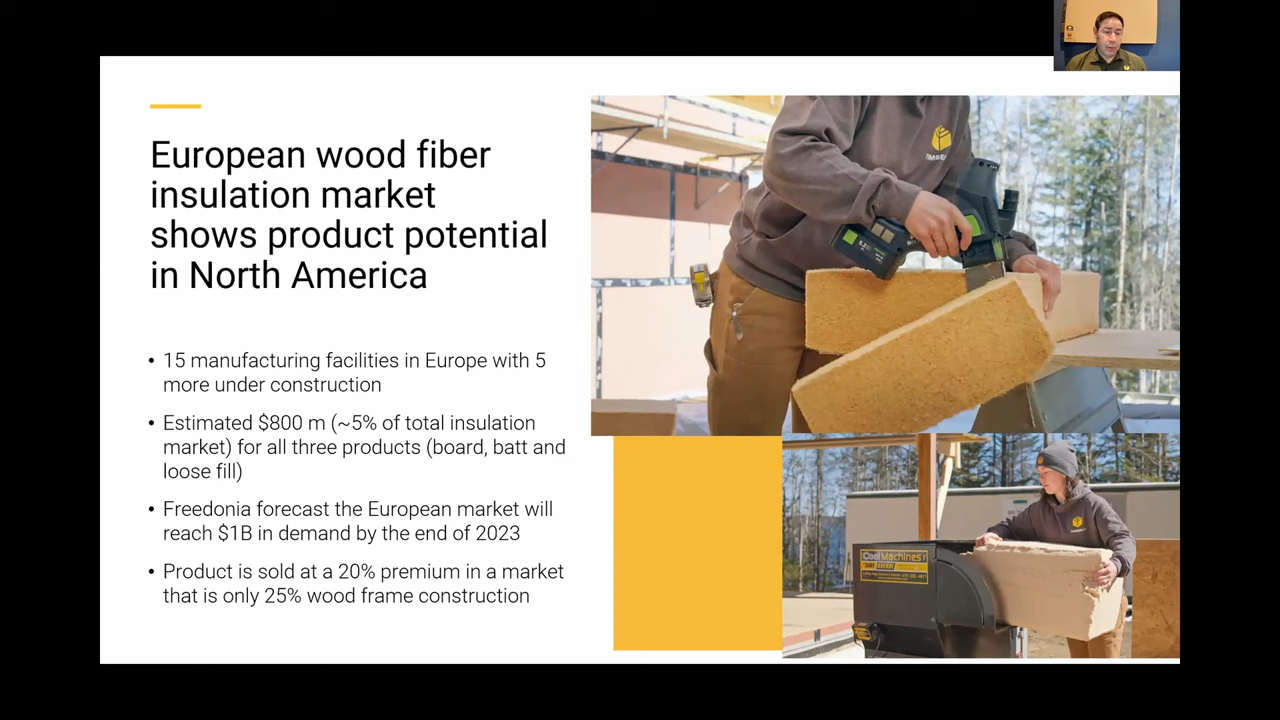 European wood fiber
insulation market
shows product potential
in North America
• 15 manufacturing facilities in Europe with 5
more under construction
• Estimated $800 m (~5% of total insulation
market) for all three products (board, batt and
loose fill)
• Freedonia forecast the European market will
reach $1B in demand by the end of 2023
• Product is sold at a 20% premium in a market
that is only 25% wood frame construction
CoolMachines